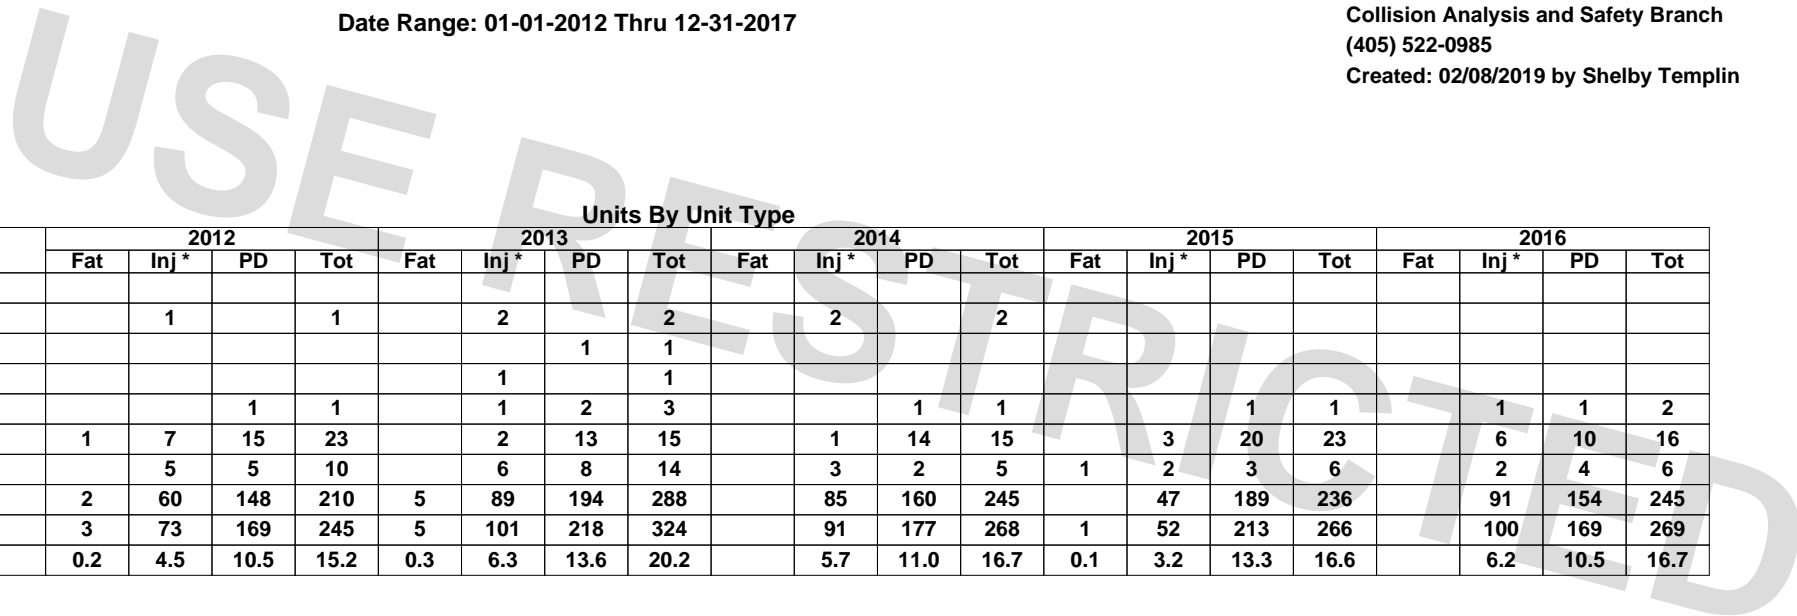 Date Range: 01-01-2012 Thru 12-31-2017
Collision Analysis and Safety Branch
(405) 522-0985
Created: 02/08/2019 by Shelby Templin
USE RESTRICTED
Units By Unit Type
2012 2013 2014 2015 2016
Fat Inj * PD Tot Fat Inj * PD Tot Fat Inj * PD Tot Fat Inj * PD Tot Fat Inj * PD Tot
1 1 2 2 2 2
1 1
1 1
1 1 1 2 3 1 1 1 1 1 1 2
1 7 15 23 2 13 15 1 14 15 3 20 23 6 10 16
5 5 10 6 8 14 3 2 5 1 2 3 6 2 4 6
2 60 148 210 5 89 194 288 85 160 245 47 189 236 91 154 245
3 73 169 245 5 101 218 324 91 177 268 1 52 213 266 100 169 269
0.2 4.5 10.5 15.2 0.3 6.3 13.6 20.2 5.7 11.0 16.7 0.1 3.2 13.3 16.6 6.2 10.5 16.7